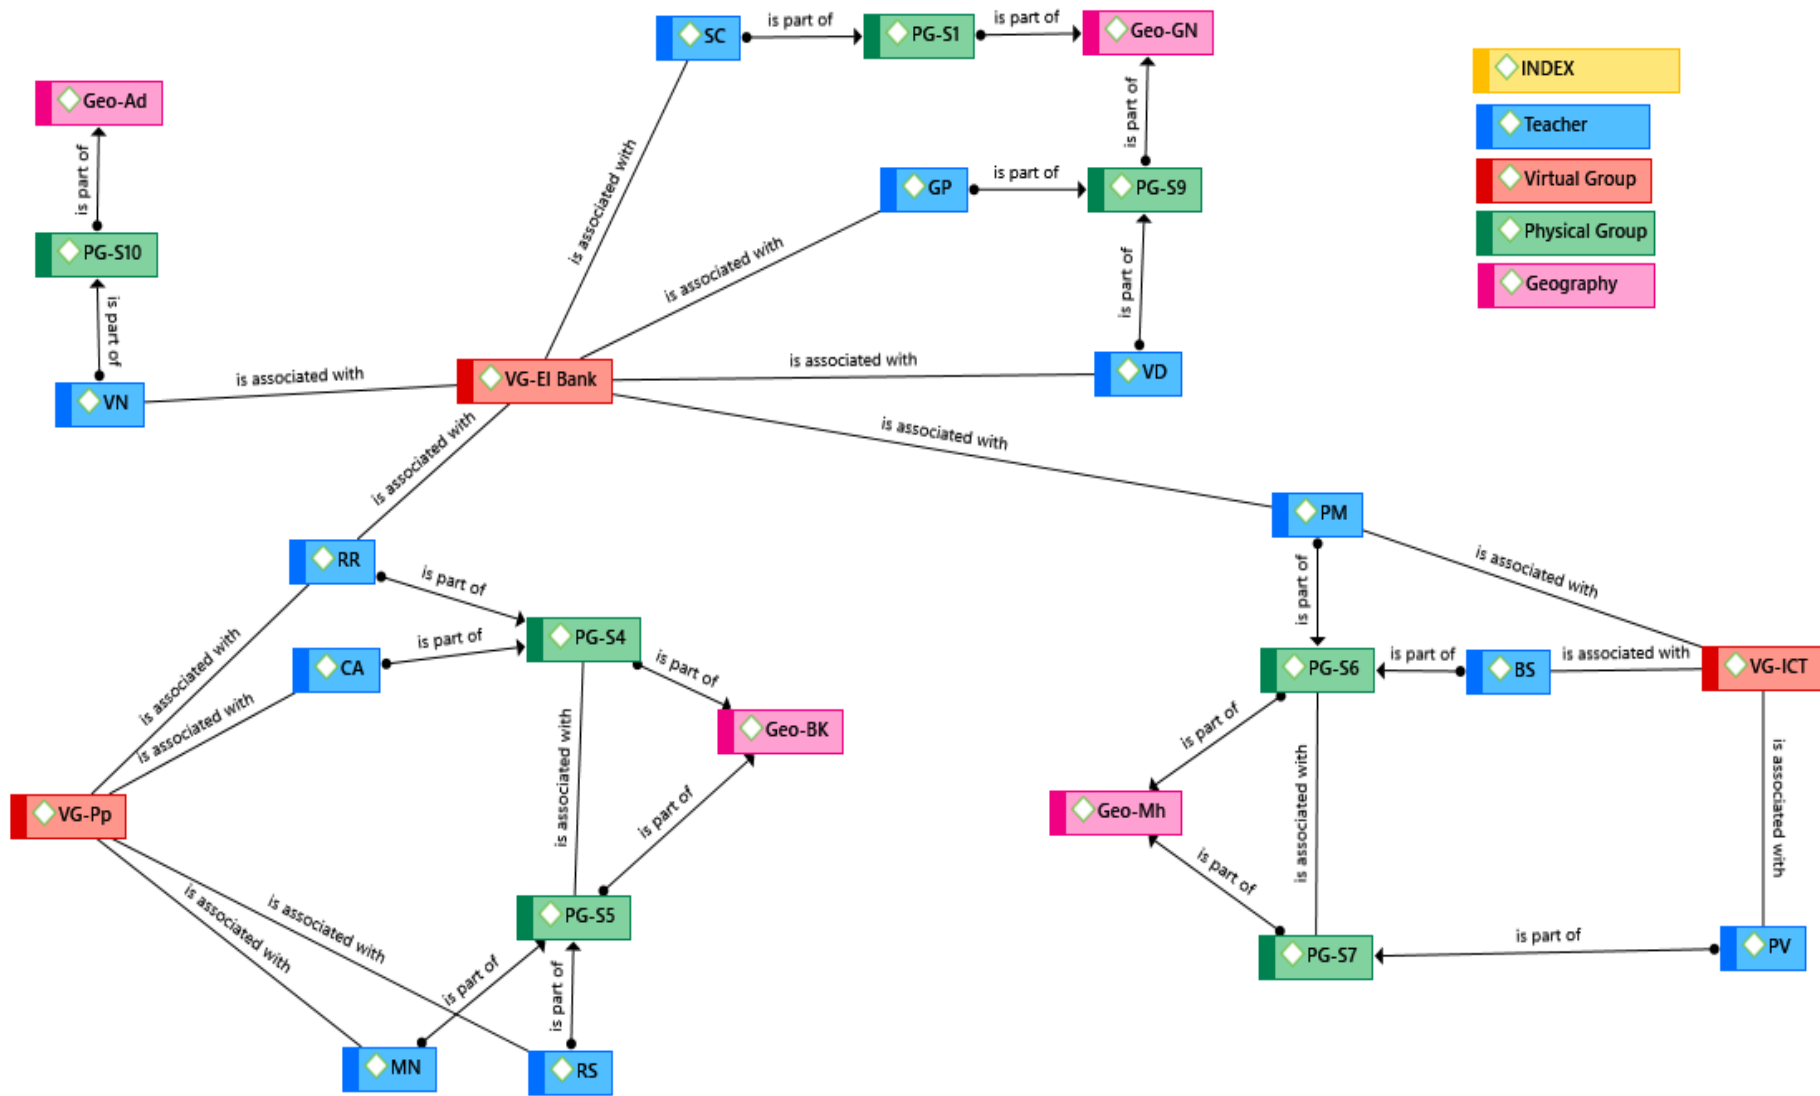 SC
is part of
PG-S1
is part of
Geo-GN
INDEX
Teacher
Virtual Group
Physical Group
Geography
Geo-Ad
is part of
PG-S10
is part of
VN
is associated with
is associated with
GP
is part of
PG-S9
is part of
is associated with
is part of
VG-EI Bank
is associated with
VD
is associated with
is associated with
PM
is associated with
RR
is part of
is part of
PG-S4
is associated with
CA
is part of
is associated with
is part of
Geo-BK
PG-S6
is part of
BS
is associated with
VG-ICT
is associated with
is part of
is associated with
is associated with
VG-Pp
is part of
Geo-Mh
is associated with
is associated with
is part of
PG-S5
is part of
PG-S7
is part of
PV
is part of
MN
RS